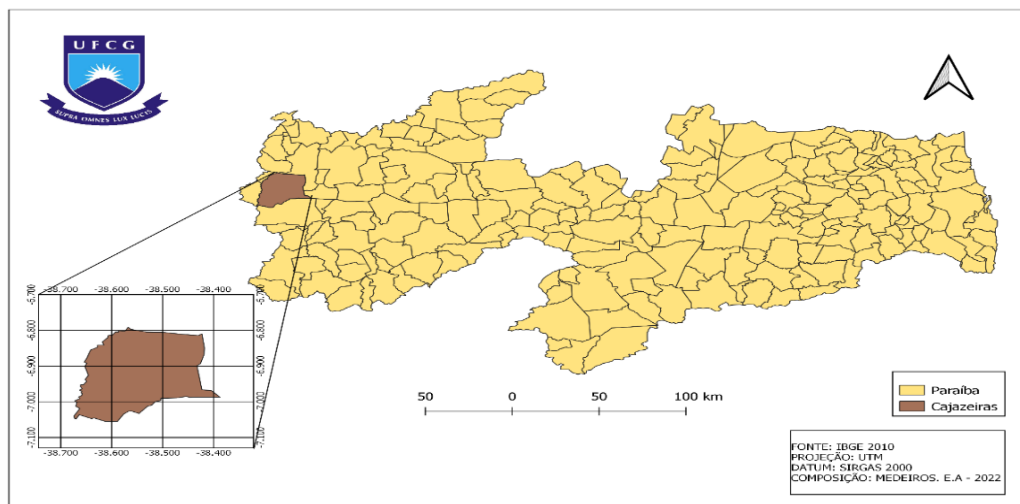 UFCG
SUPRA OMNES LUX LUCIS
-38.700 -38.600 -38.500 -38.400
-6.700 -6.700
-6.800 -6.800
-6.900 -6.900
-7.000 -7.000
-7.100 -7.100
-38.700 -38.600 -38.500 -38.400
50 0 50 100 km
Paraíba
Cajazeiras
FONTE: IBGE 2010
PROJEÇÃO: UTM
DATUM: SIRGAS 2000
COMPOSIÇÃO: MEDEIROS. E.A - 2022